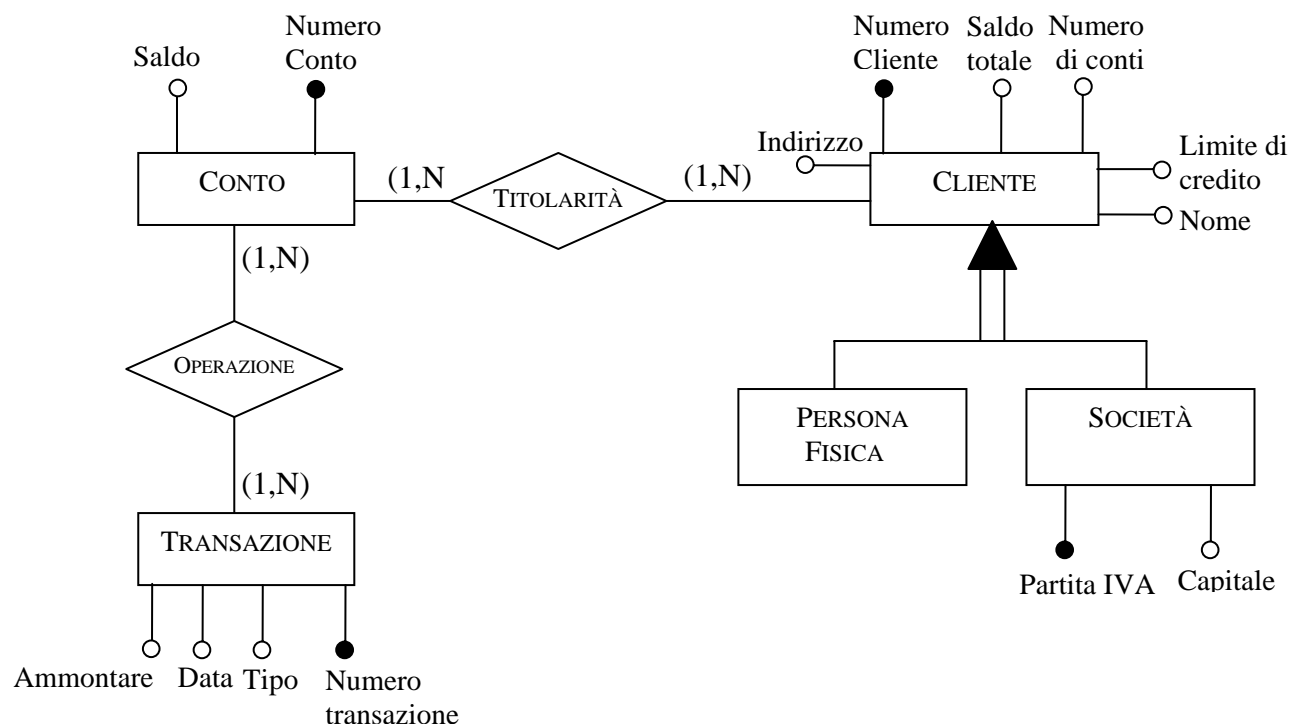 Saldo
Numero
Conto
CONTO
(1,N
TITOLARITÀ
(1,N)
Numero
Cliente
Saldo
totale
Numero
di conti
Indirizzo
CLIENTE
Limite di
credito
Nome
(1,N)
OPERAZIONE
(1,N)
TRANSAZIONE
Ammontare
Data
Tipo
Numero
transazione
PERSONA
FISICA
SOCIETÀ
Partita IVA
Capitale